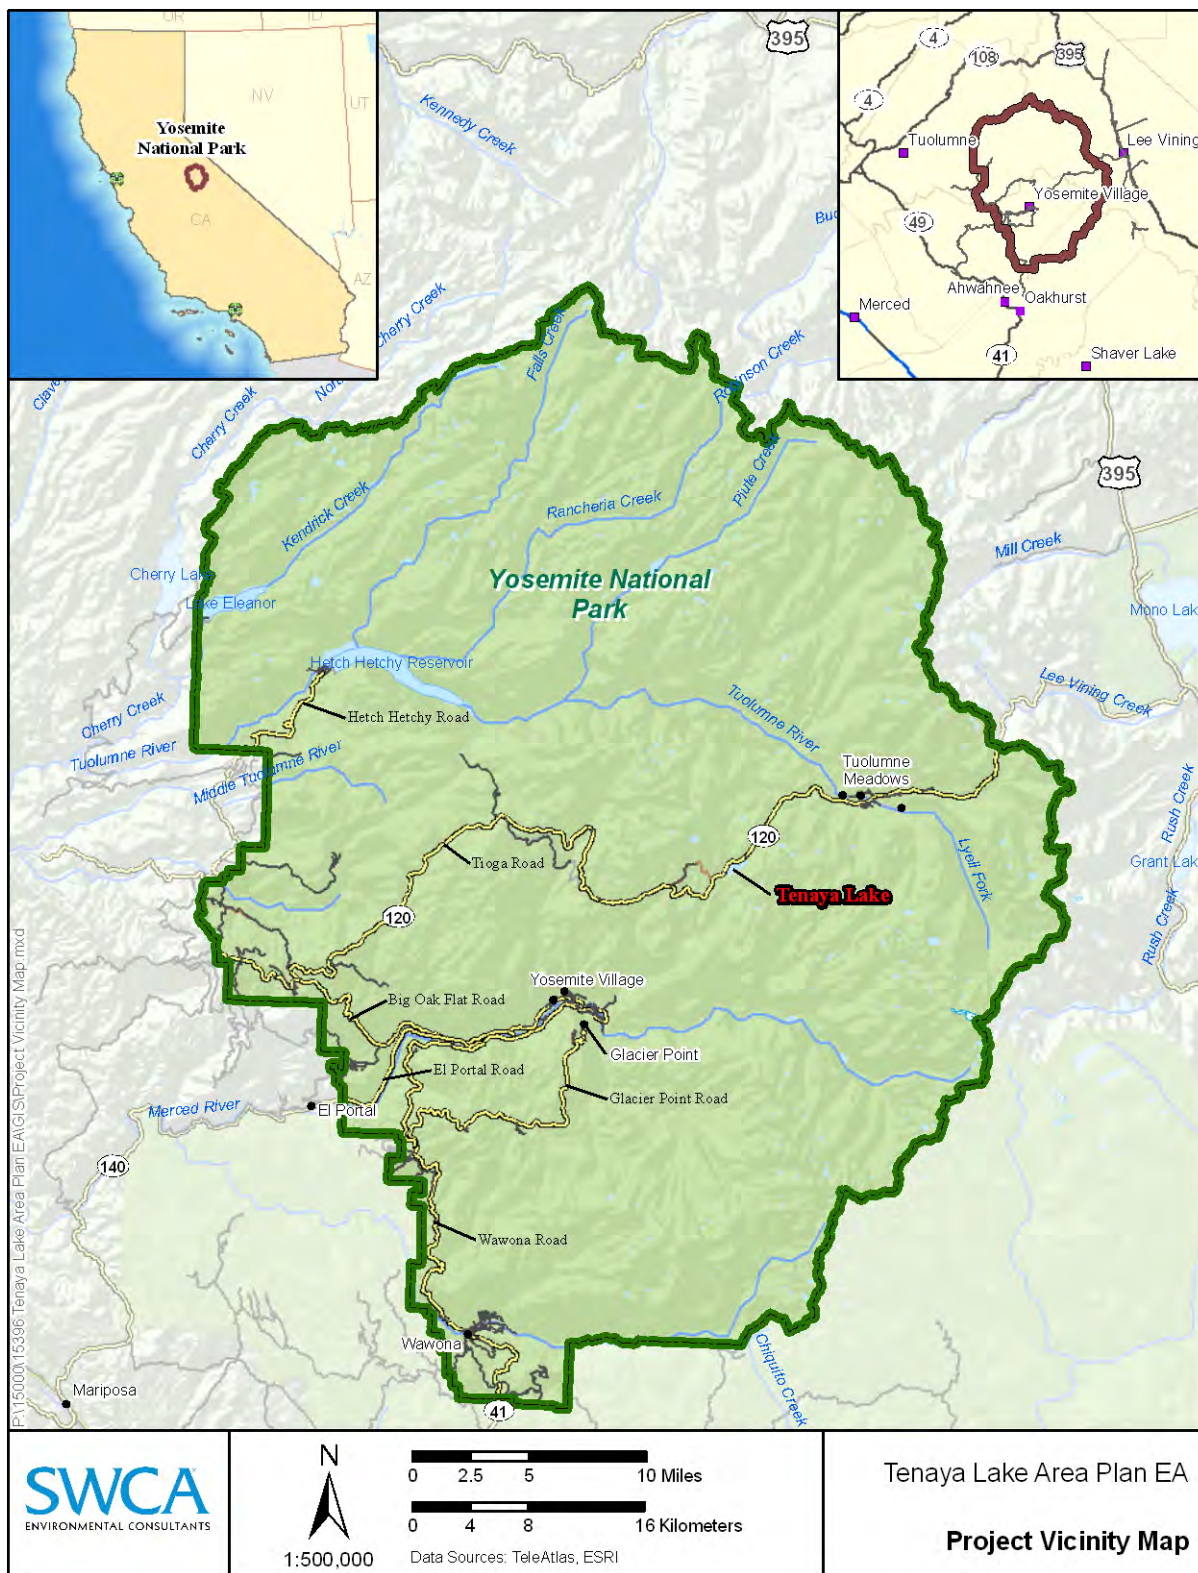 OR
ID
NV
UT
Yosemite
National Park
CA
AZ
395
Kennedy Creek
4
108
395
4
Tuolumne
Lee Vining
Yosemite Village
49
Ahwahnee
Oakhurst
Merced
41
Shaver Lake
Cherry Creek
Falls Creek
Robinson Creek
Cherry Creek
Kendrick Creek
Rancheria Creek
Piute Creek
395
Mill Creek
Cherry Lake
Lake Eleanor
Yosemite National
Park
Mono Lake
Hetch Hetchy Reservoir
Lee Vining Creek
Hetch Hetchy Road
Cherry Creek
Tuolumne River
Tuolumne River
Middle Tuolumne River
Tuolumne
Meadows
Rush Creek
120
Tioga Road
Lyell Fork
Grant Lake
Tenaya Lake
120
Rush Creek
Yosemite Village
Big Oak Flat Road
Glacier Point
El Portal Road
Glacier Point Road
Merced River
El Portal
140
Wawona Road
Wawona
Chiquito Creek
Mariposa
41
P:\15000\15396 Tenaya Lake Area Plan EA\GIS\Project Vicinity Map.mxd
SWCA
ENVIRONMENTAL CONSULTANTS
N
1:500,000
0 2.5 5 10 Miles
0 4 8 16 Kilometers
Data Sources: TeleAtlas, ESRI
Tenaya Lake Area Plan EA
Project Vicinity Map